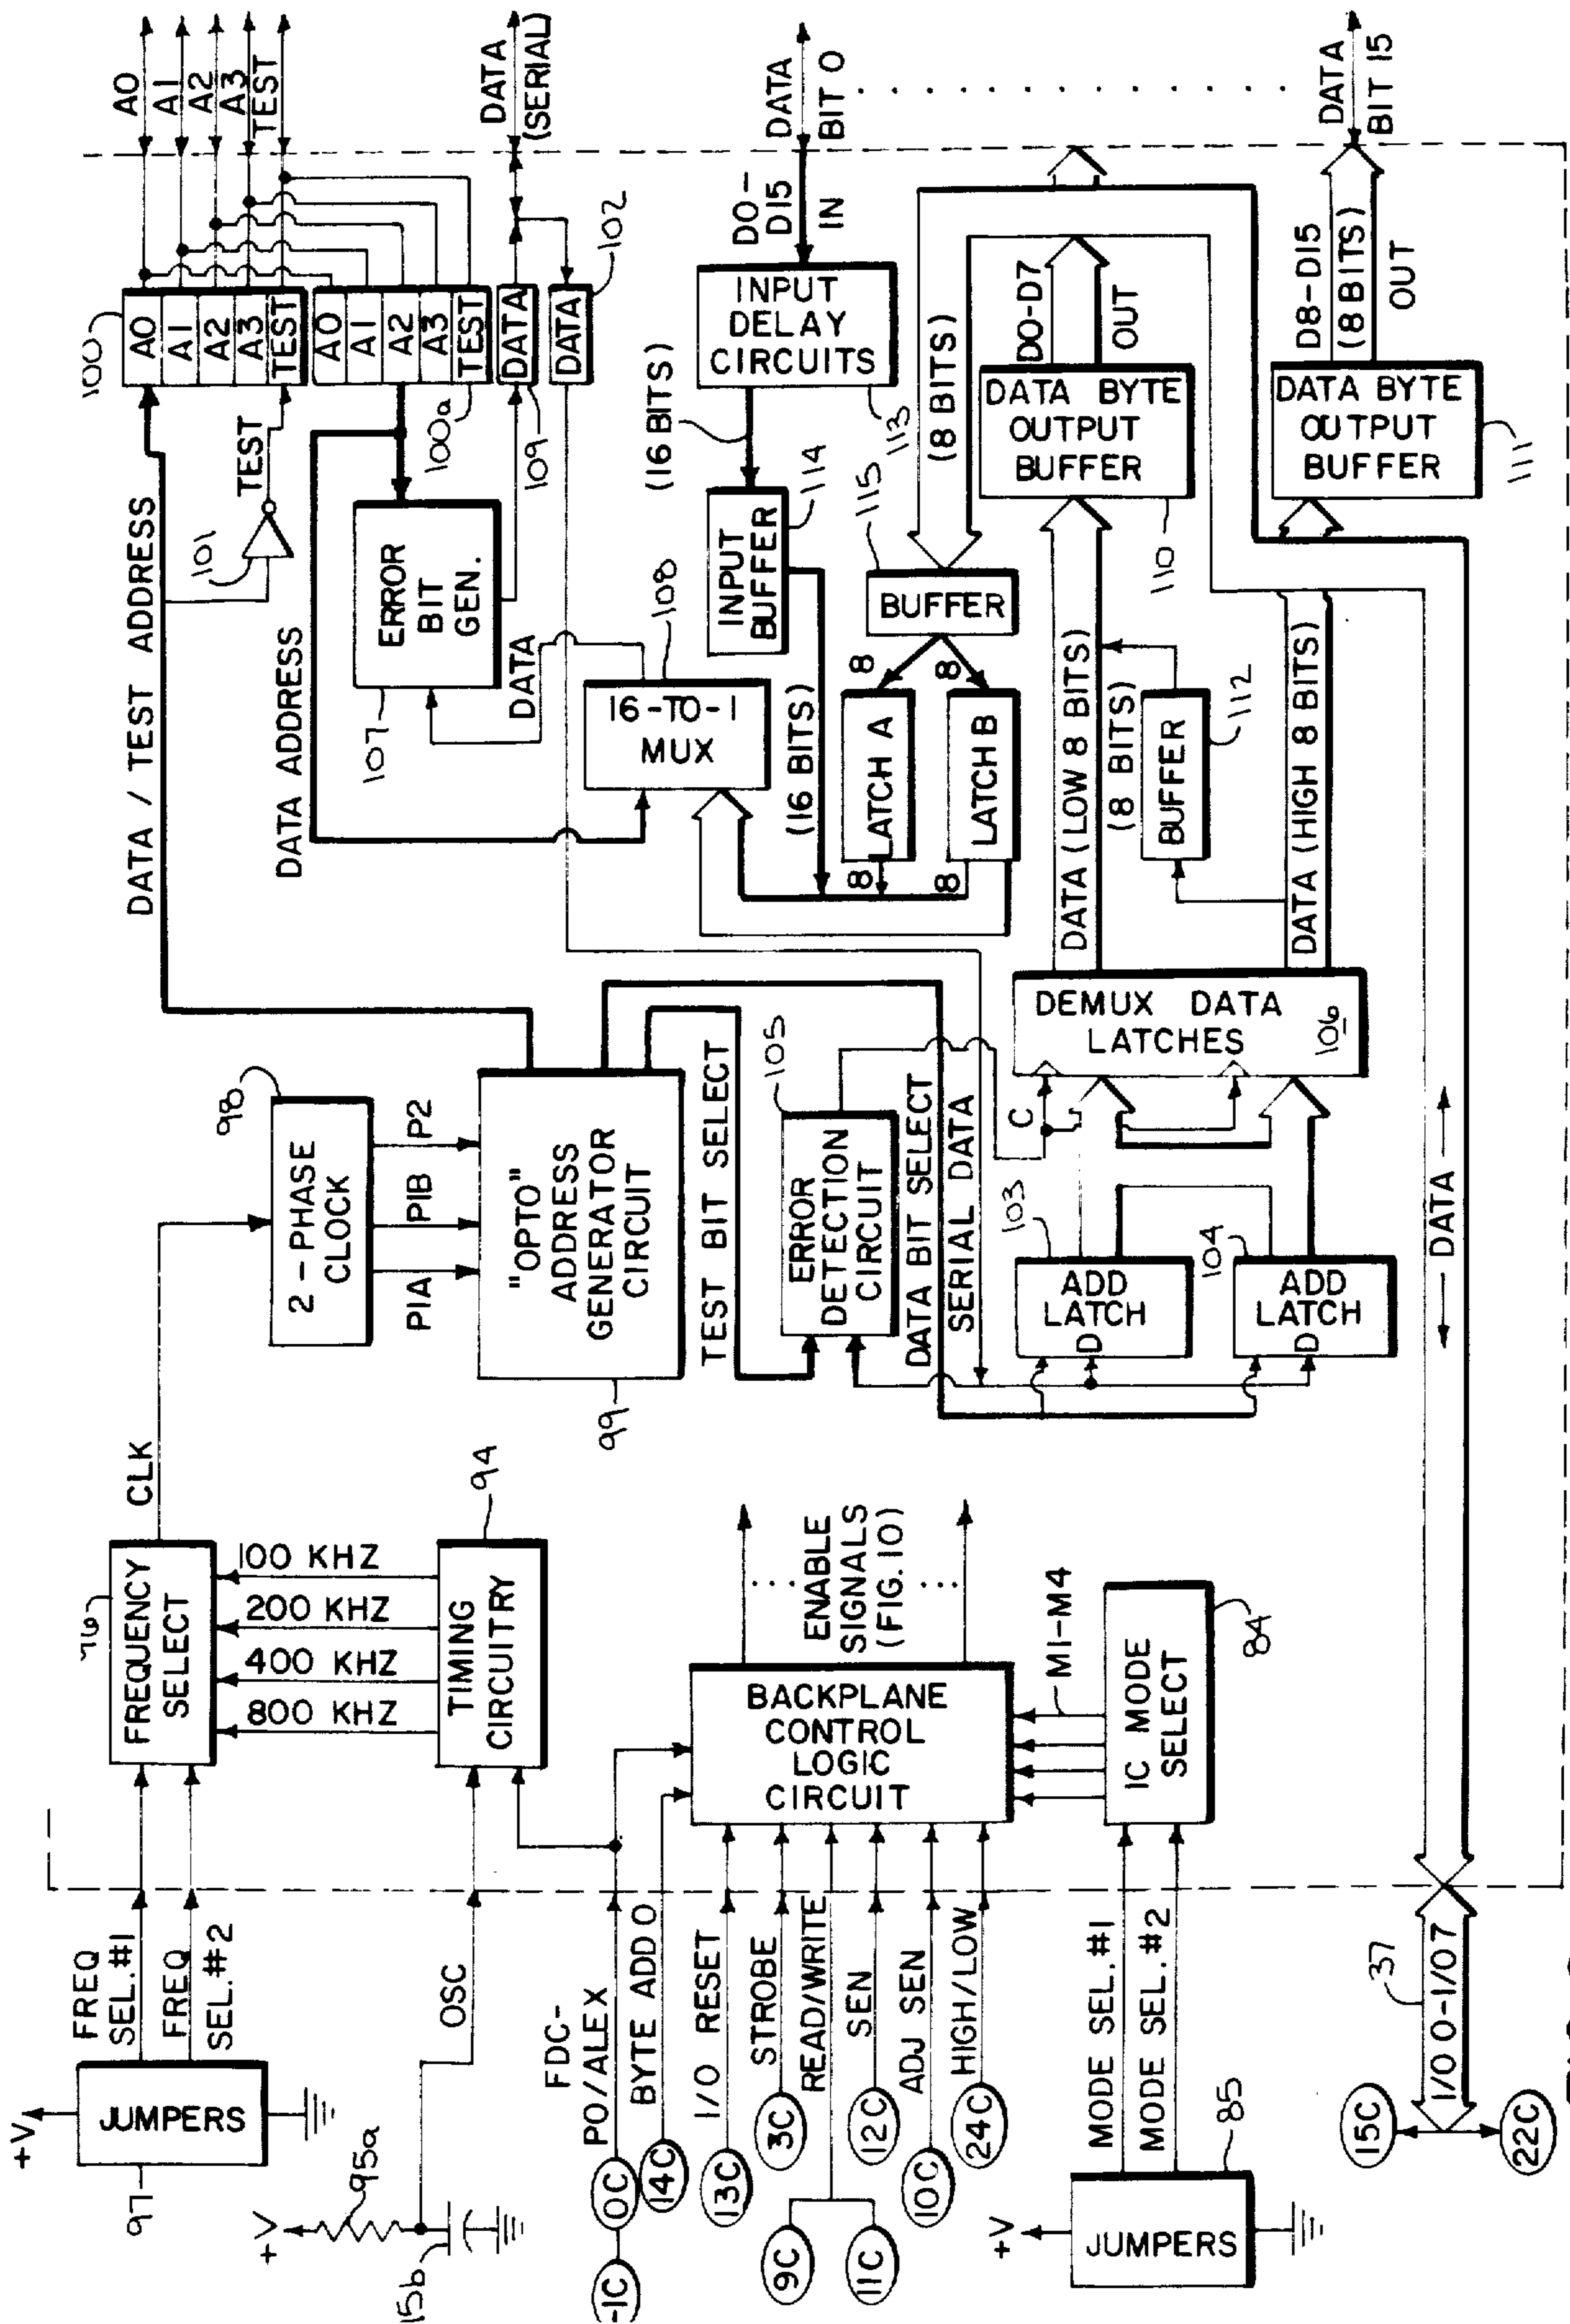 A0
A1
A2
A3
TEST
DATA
(SERIAL)
DATA
BIT 0
DATA
BIT 15
100
A0
A1
A2
A3
TEST
A0
A1
A2
A3
TEST
DATA
DATA
102
109
100a
DATA / TEST ADDRESS
TEST
101
DATA ADDRESS
ERROR
BIT
GEN.
107
DATA
16-TO-1
MUX
108
D0-
D15
IN
INPUT
DELAY
CIRCUITS
113
(16 BITS)
INPUT
BUFFER
114
(16 BITS)
(8 BITS)
115
BUFFER
8
8
LATCH A
LATCH B
8
8
D0-D7
OUT
DATA BYTE
OUTPUT
BUFFER
110
D8-D15
(8 BITS)
OUT
DATA BYTE
OUTPUT
BUFFER
111
DATA (LOW 8 BITS)
(8 BITS)
BUFFER
112
DATA (HIGH 8 BITS)
DEMUX DATA
LATCHES
106
98
2-PHASE
CLOCK
P1A
P1B
P2
"OPTO"
ADDRESS
GENERATOR
CIRCUIT
99
TEST BIT SELECT
105
ERROR
DETECTION
CIRCUIT
DATA BIT SELECT
SERIAL DATA
C
103
ADD
LATCH
D
104
ADD
LATCH
D
DATA
CLK
FREQUENCY
SELECT
100 KHZ
200 KHZ
400 KHZ
800 KHZ
TIMING
CIRCUITRY
94
ENABLE
SIGNALS
(FIG. 10)
BACKPLANE
CONTROL
LOGIC
CIRCUIT
M1-M4
IC MODE
SELECT
84
FREQ
SEL.#1
FREQ
SEL.#2
+V
JUMPERS
97
OSC
+V
95a
FDC-
PO/ALEX
BYTE ADD 0
I/O RESET
STROBE
READ/WRITE
SEN
ADJ SEN
HIGH/LOW
0C
14C
13C
3C
9C
11C
12C
10C
24C
MODE SEL.#1
MODE SEL.#2
+V
JUMPERS
85
37
I/O 0-I/O 7
15C
22C